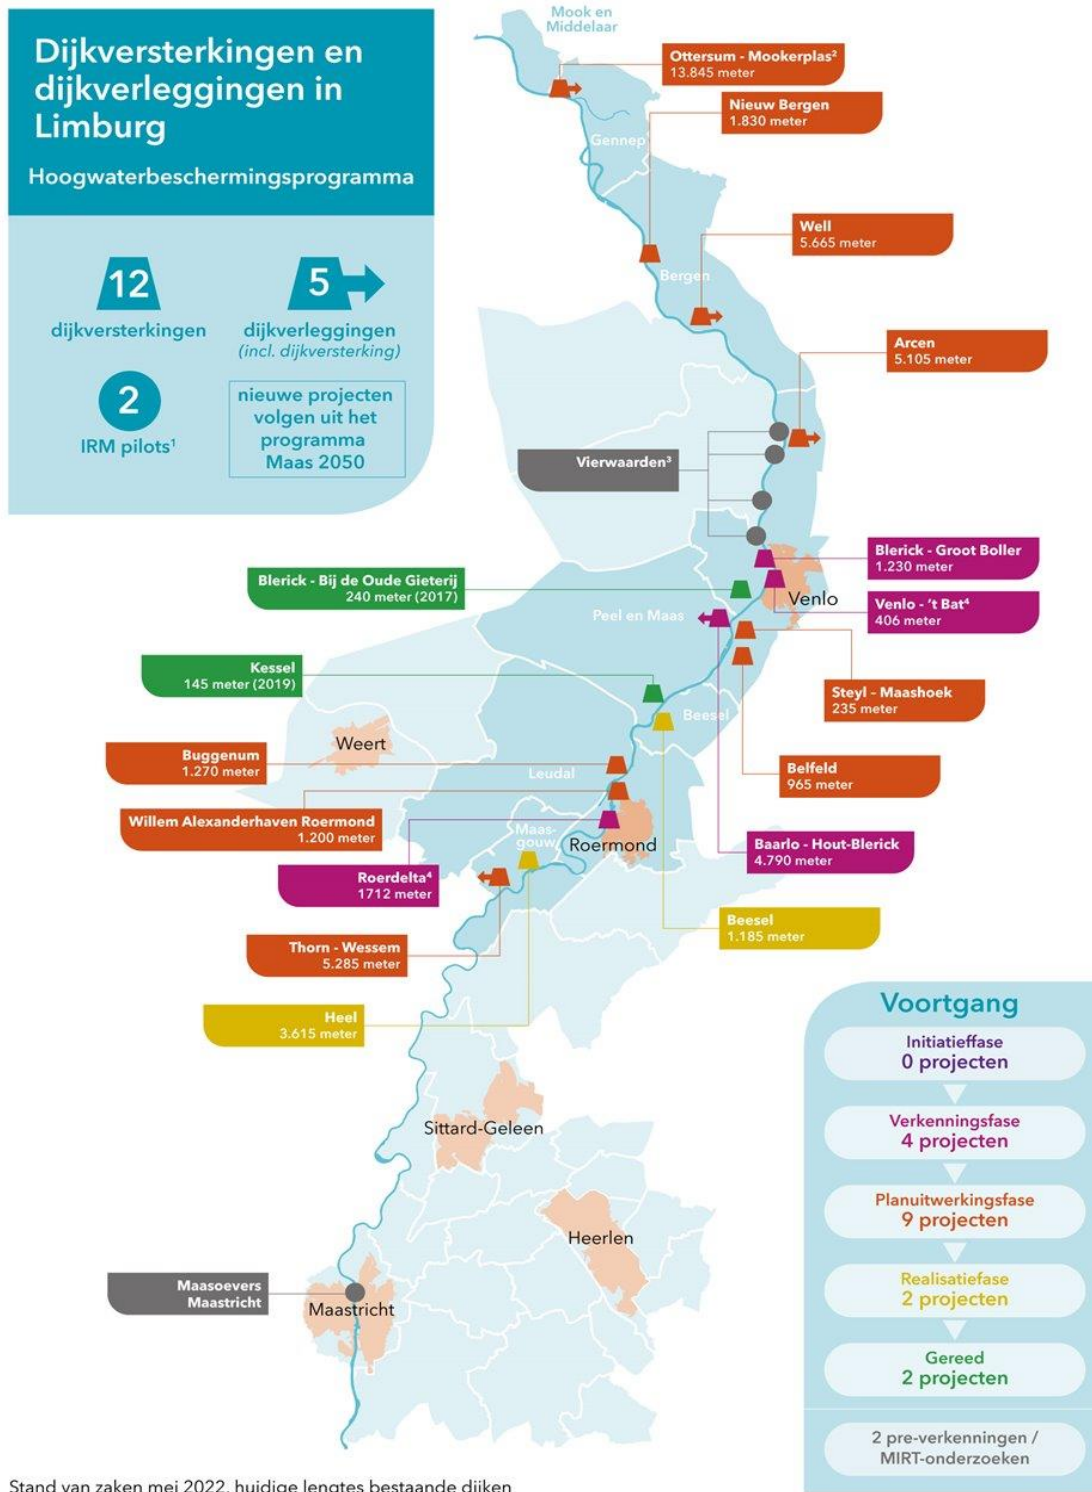 Dijkversterkingen en
dijkverleggingen in
Limburg
Hoogwaterbeschermingsprogramma
12
dijkversterkingen
5
dijkverleggingen
(incl. dijkversterking)
2
IRM pilots¹
nieuwe projecten
volgen uit het
programma
Maas 2050
Mook en
Middelaar
Ottersum - Mookerplas²
13.845 meter
Nieuw Bergen
1.830 meter
Gennep
Well
5.665 meter
Bergen
Arcen
5.105 meter
Vierwaarden³
Blerick - Groot Boller
1.230 meter
Blerick - Bij de Oude Gieterij
240 meter (2017)
Venlo
Venlo - ‘t Bat⁴
406 meter
Peel en Maas
Kessel
145 meter (2019)
Steyl - Maashoek
235 meter
Beesel
Weert
Buggenum
1.270 meter
Leudal
Belfeld
965 meter
Willem Alexanderhaven Roermond
1.200 meter
Maas-
gouw
Roermond
Baarlo - Hout-Blerick
4.790 meter
Roerdelta⁴
1712 meter
Beesel
1.185 meter
Thorn - Wessem
5.285 meter
Heel
3.615 meter
Sittard-Geleen
Heerlen
Maasoevers
Maastricht
Maastricht
Voortgang
Initiatieffase
0 projecten
Verkenningsfase
4 projecten
Planuitwerkingsfase
9 projecten
Realisatiefase
2 projecten
Gereed
2 projecten
2 pre-verkenningen /
MIRT-onderzoeken
Stand van zaken mei 2022, huidige lengtes bestaande dijken